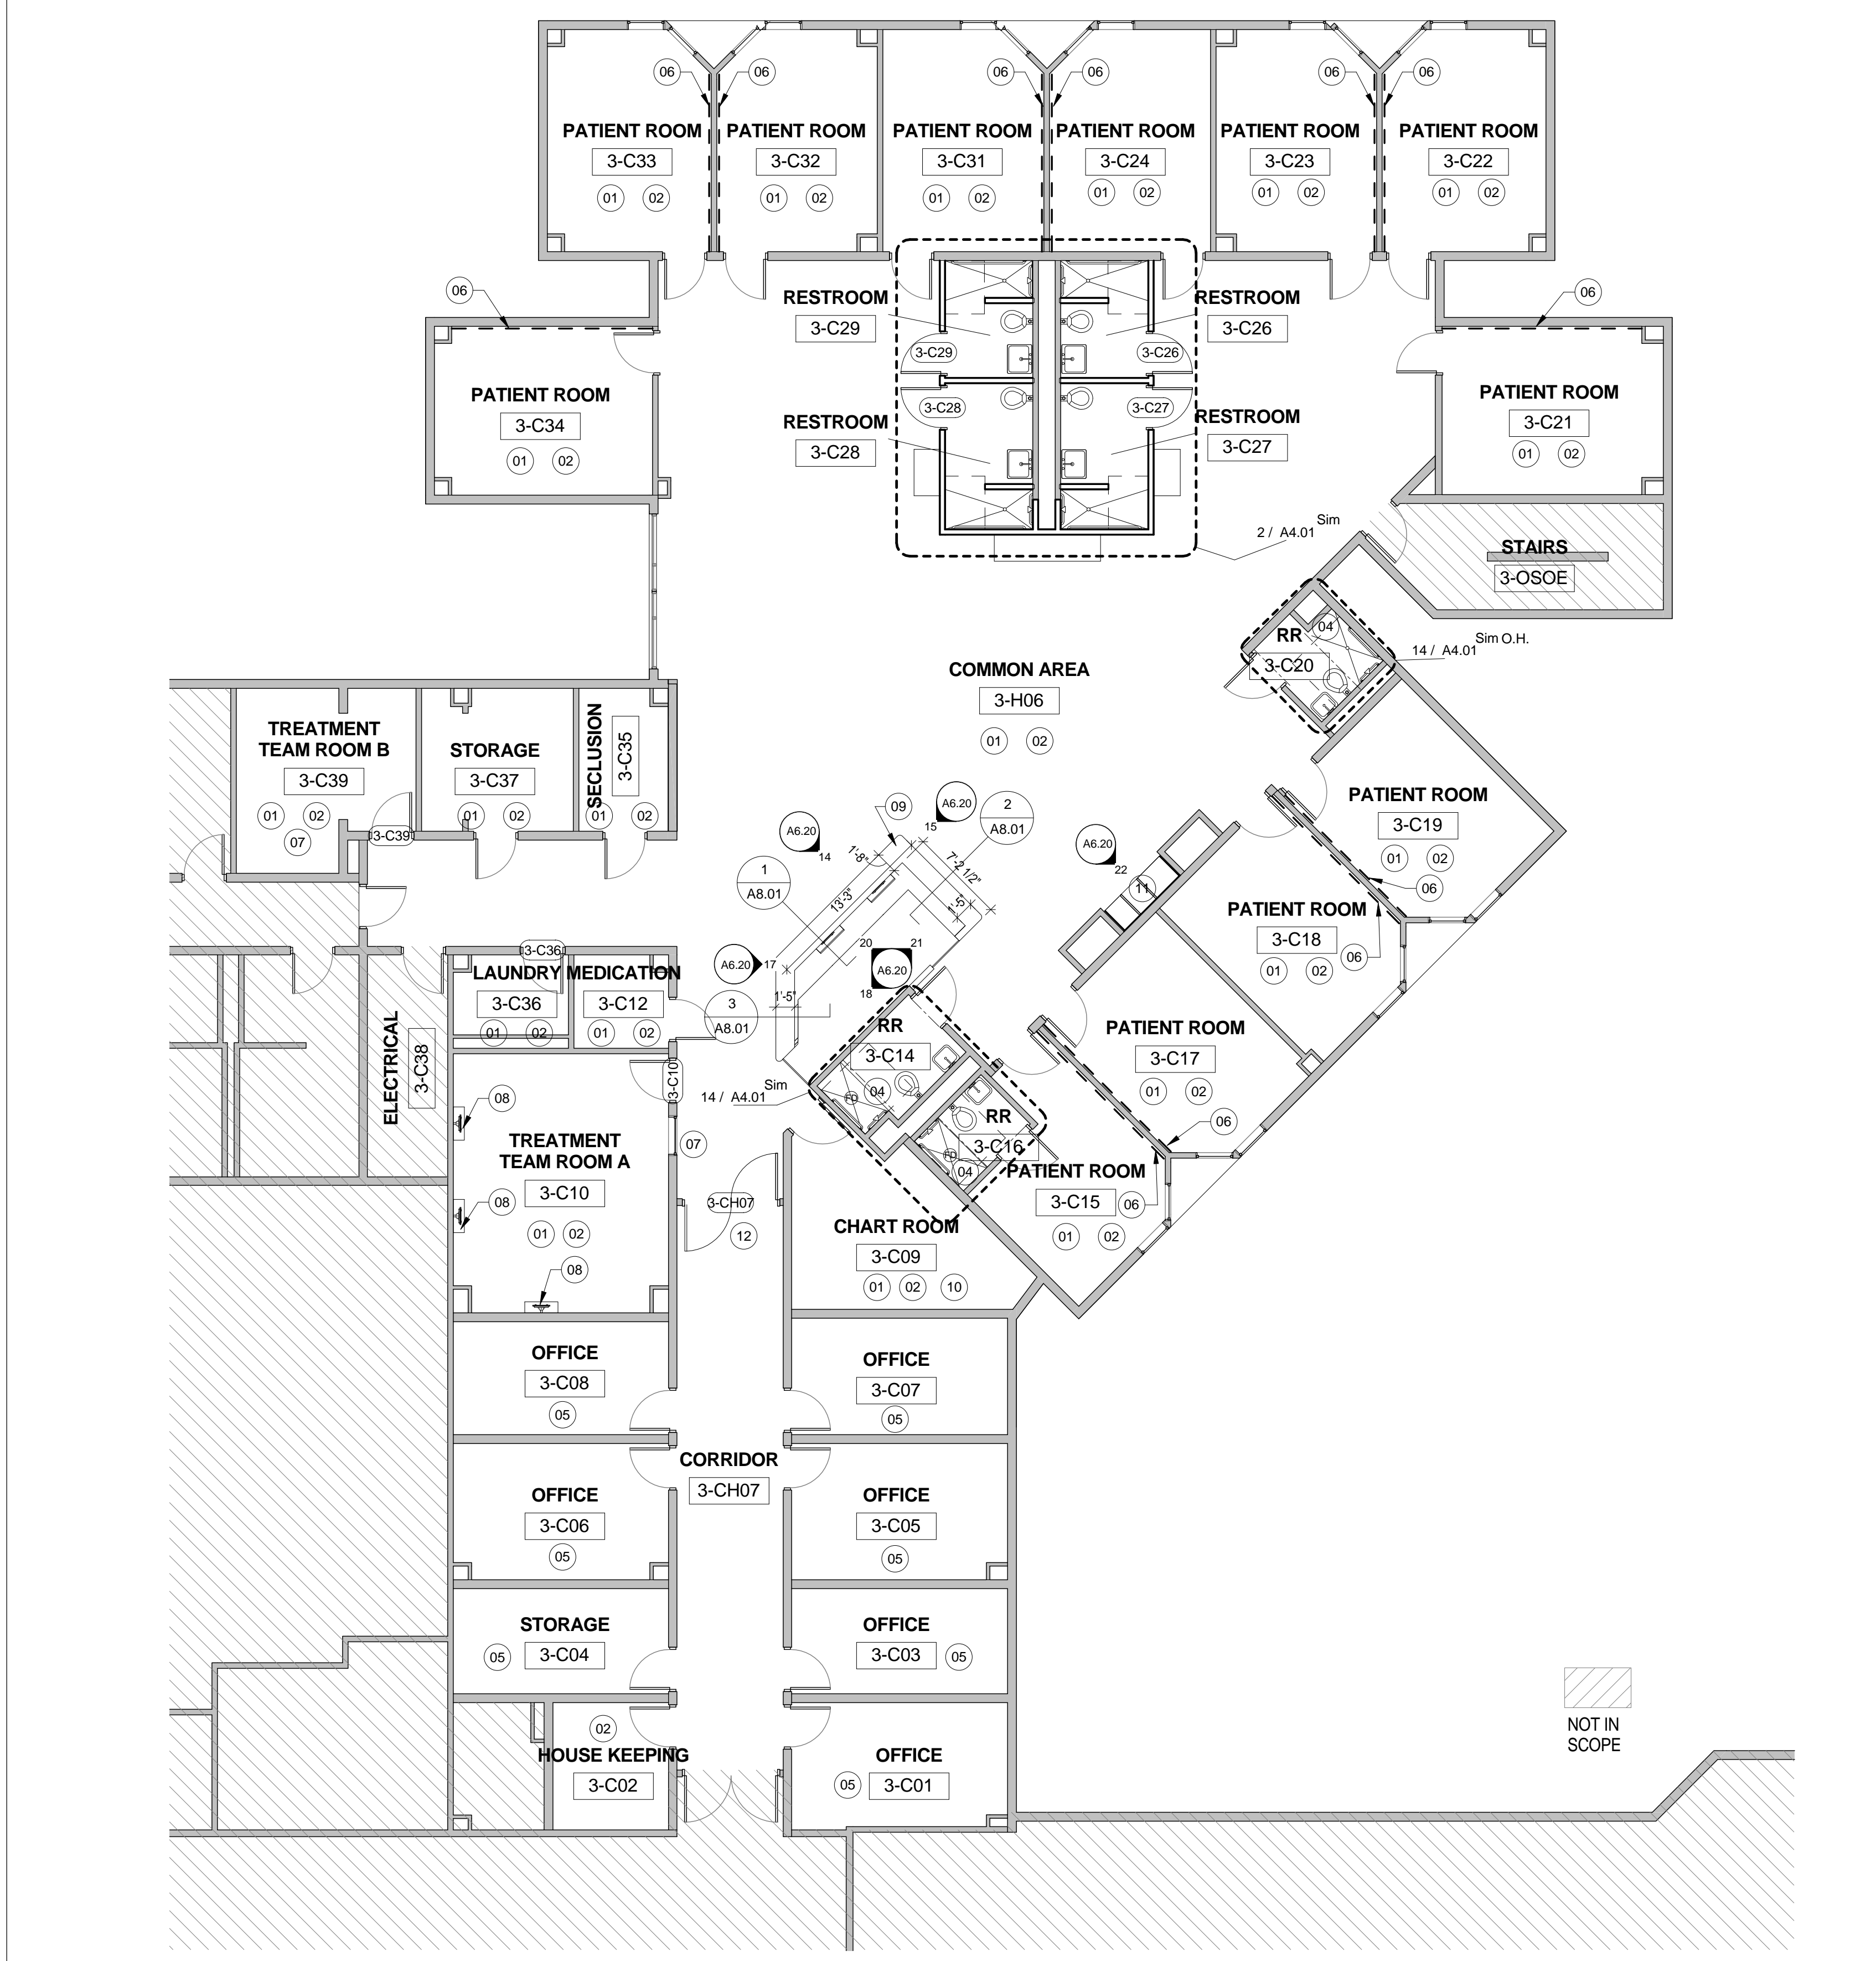 06
06
06
06
06
06
PATIENT ROOM
3-C33
01
02
PATIENT ROOM
3-C32
01
02
PATIENT ROOM
3-C31
01
02
PATIENT ROOM
3-C24
01
02
PATIENT ROOM
3-C23
01
02
PATIENT ROOM
3-C22
01
02
06
PATIENT ROOM
3-C34
01
02
RESTROOM
3-C29
3-C29
RESTROOM
3-C26
3-C26
RESTROOM
3-C28
3-C28
RESTROOM
3-C27
3-C27
06
PATIENT ROOM
3-C21
01
02
2 / A4.01
Sim
STAIRS
3-OSOE
RR
04
3-C20
14 / A4.01
Sim O.H.
COMMON AREA
3-H06
01
02
TREATMENT
TEAM ROOM B
3-C39
01
02
07
3-C39
STORAGE
3-C37
01
02
SECLUSION
3-C35
01
02
A6.20
14
09
A6.20
15
2
A8.01
1
A8.01
1'-8"
7'-2 1/2"
13'-3"
1'-5"
A6.20
22
11
PATIENT ROOM
3-C19
01
02
06
PATIENT ROOM
3-C18
01
02
06
A6.20
17
20
21
A6.20
18
1'-5"
3
A8.01
3-C36
LAUNDRY
3-C36
01
02
MEDICATION
3-C12
01
02
ELECTRICAL
3-C38
3-C10
RR
3-C14
04
FD
14 / A4.01
Sim
RR
3-C16
FD
04
PATIENT ROOM
3-C17
01
02
06
PATIENT ROOM
3-C15
06
01
02
08
08
TREATMENT
TEAM ROOM A
3-C10
01
02
08
07
3-CH07
12
CHART ROOM
3-C09
01
02
10
OFFICE
3-C08
05
OFFICE
3-C07
05
CORRIDOR
3-CH07
OFFICE
3-C06
05
OFFICE
3-C05
05
STORAGE
05
3-C04
OFFICE
3-C03
05
02
HOUSE KEEPING
3-C02
OFFICE
05
3-C01
NOT IN
SCOPE